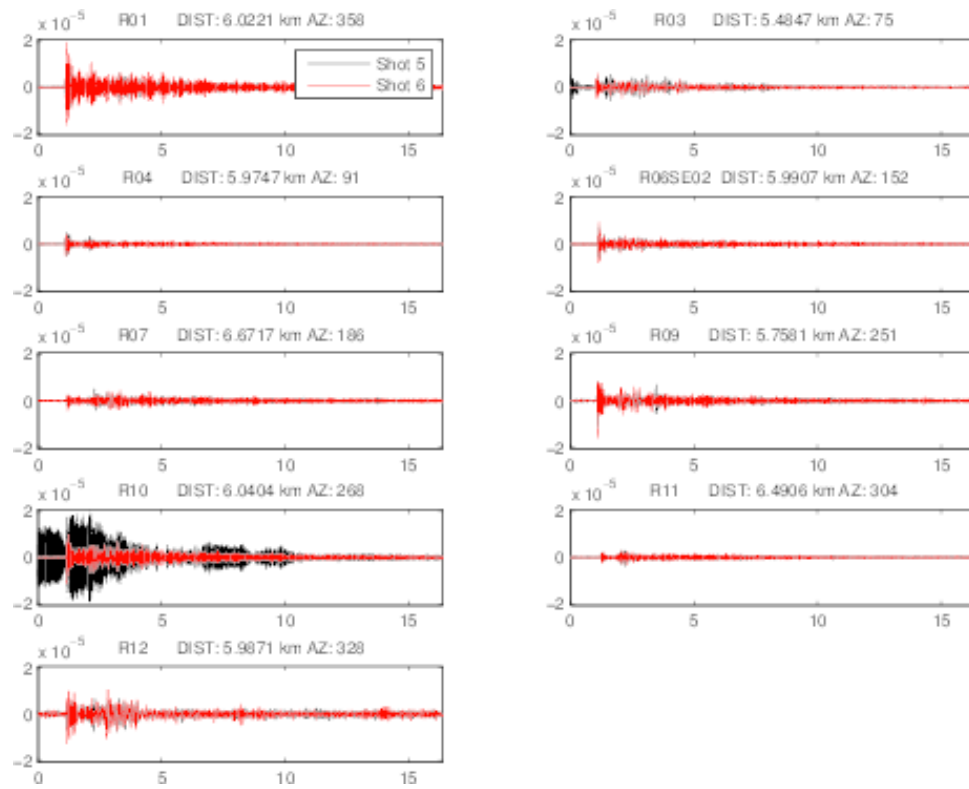 x 10⁻⁵ R01 DIST: 6.0221 km AZ: 358
2
0
−2
0 5 10 15
Shot 5
Shot 6
R03 DIST: 5.4847 km AZ: 75
x 10⁻⁵
2
0
−2
0 5 10 15
R04 DIST: 5.9747 km AZ: 91
x 10⁻⁵
2
0
−2
0 5 10 15
R06SE02 DIST: 5.9907 km AZ: 152
x 10⁻⁵
2
0
−2
0 5 10 15
R07 DIST: 6.6717 km AZ: 186
x 10⁻⁵
2
0
−2
0 5 10 15
R09 DIST: 5.7581 km AZ: 251
x 10⁻⁵
2
0
−2
0 5 10 15
R10 DIST: 6.0404 km AZ: 268
x 10⁻⁵
2
0
−2
0 5 10 15
R11 DIST: 6.4906 km AZ: 304
x 10⁻⁵
2
0
−2
0 5 10 15
R12 DIST: 5.9871 km AZ: 328
x 10⁻⁵
2
0
−2
0 5 10 15